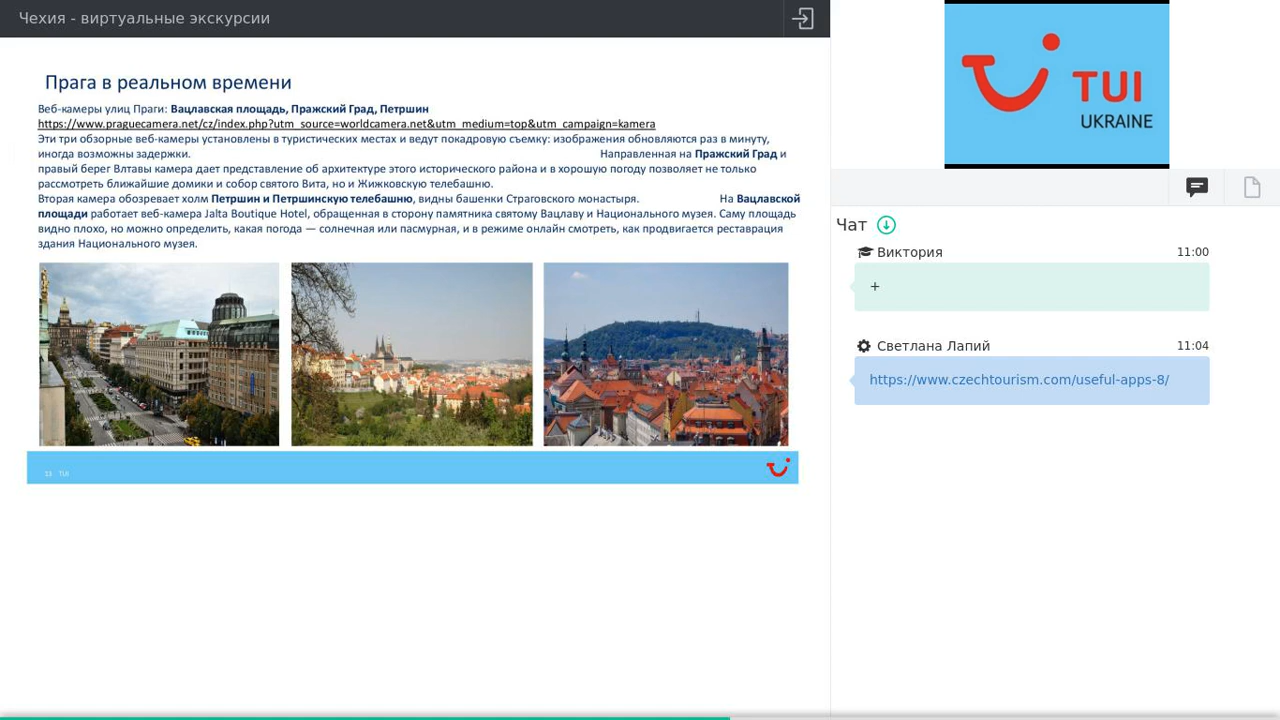 Чехия - виртуальные экскурсии
Прага в реальном времени
Веб-камеры улиц Праги: Вацлавская площадь, Пражский Град, Петршин
https://www.praguecamera.net/cz/index.php?utm_source=worldcamera.net&utm_medium=top&utm_campaign=kamera
Эти три обзорные веб-камеры установлены в туристических местах и ведут покадровую съемку: изображения обновляются раз в минуту,
иногда возможны задержки. Направленная на Пражский Град и
правый берег Влтавы камера дает представление об архитектуре этого исторического района и в хорошую погоду позволяет не только
рассмотреть ближайшие домики и собор святого Вита, но и Жижковскую телебашню.
Вторая камера обозревает холм Петршин и Петршинскую телебашню, видны башенки Страговского монастыря. На Вацлавской
площади работает веб-камера Jalta Boutique Hotel, обращенная в сторону памятника святому Вацлаву и Национального музея. Саму площадь
видно плохо, но можно определить, какая погода — солнечная или пасмурная, и в режиме онлайн смотреть, как продвигается реставрация
здания Национального музея.
13 TUI
TUI
UKRAINE
Чат
Виктория 11:00
+
Светлана Лапий 11:04
https://www.czechtourism.com/useful-apps-8/